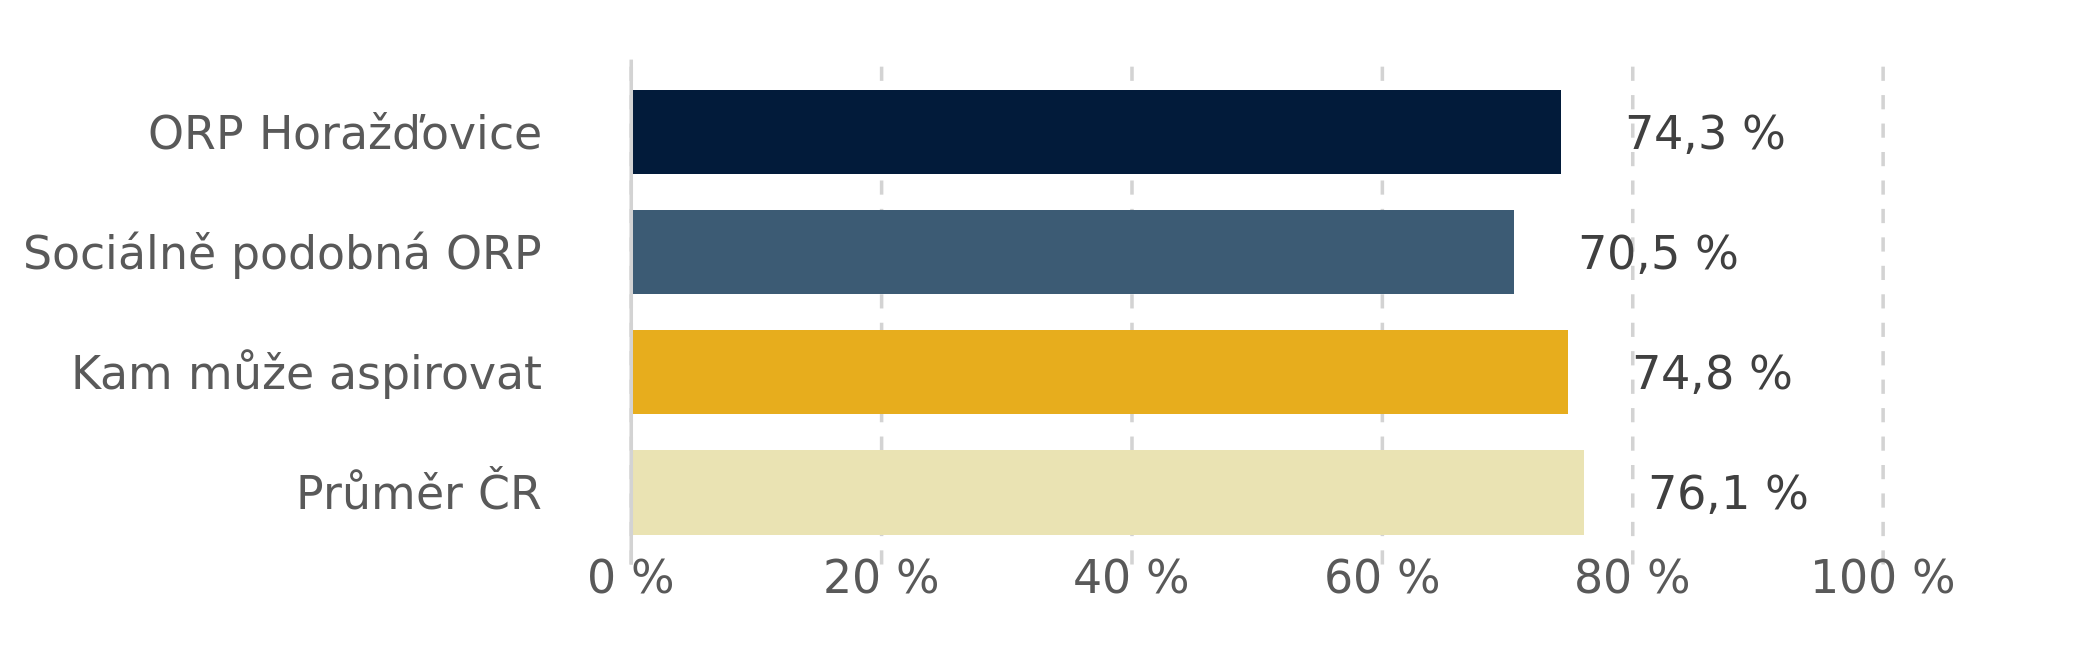 ORP Horažďovice 74,3 %
Sociálně podobná ORP 70,5 %
Kam může aspirovat 74,8 %
Průměr ČR 76,1 %
0 % 20 % 40 % 60 % 80 % 100 %